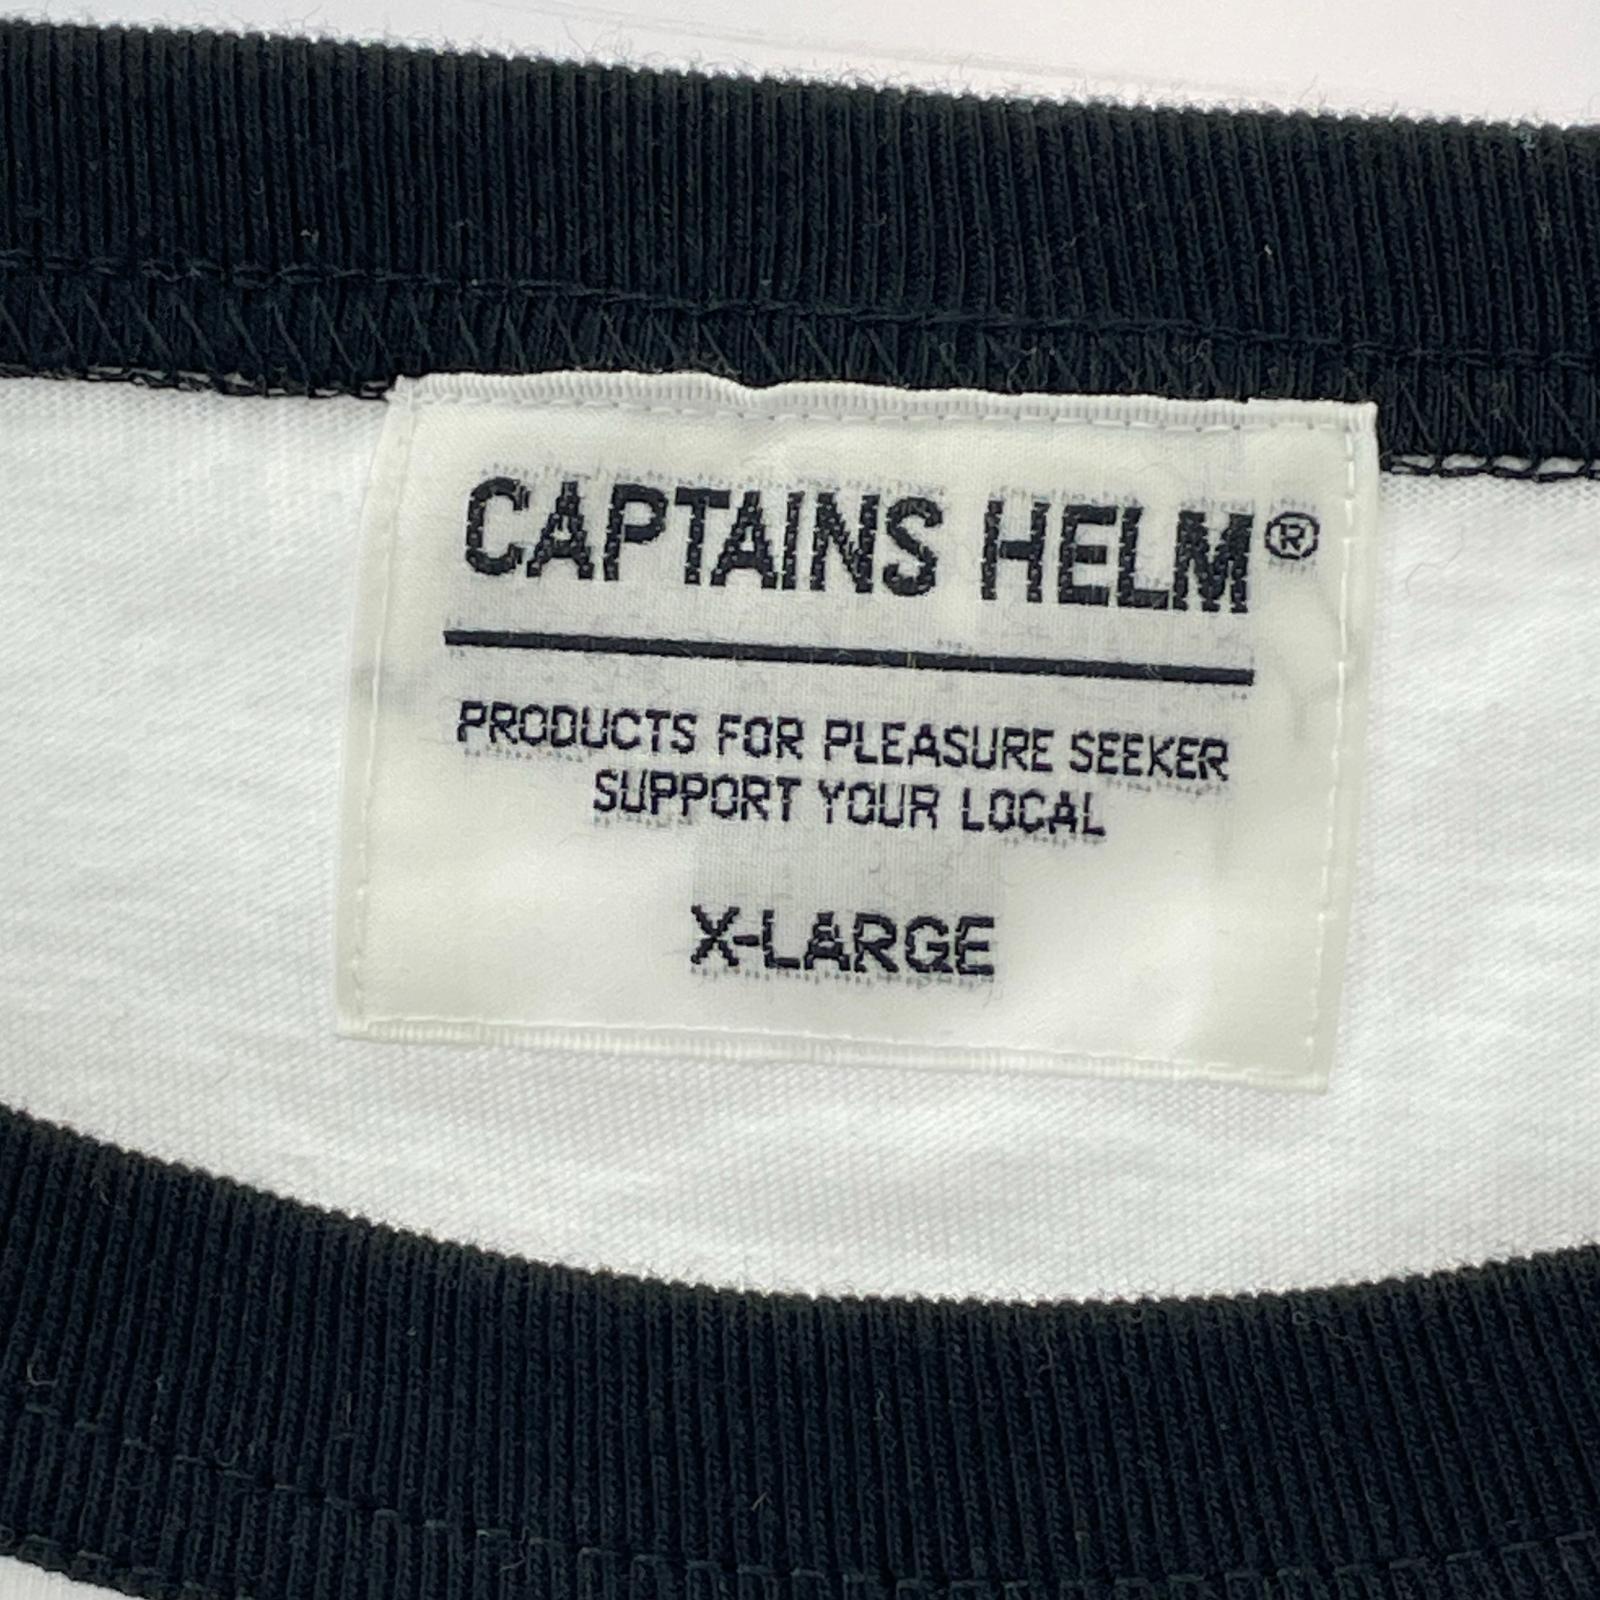 CAPTAINS HELM®
PRODUCTS FOR PLEASURE SEEKER
SUPPORT YOUR LOCAL
X-LARGE